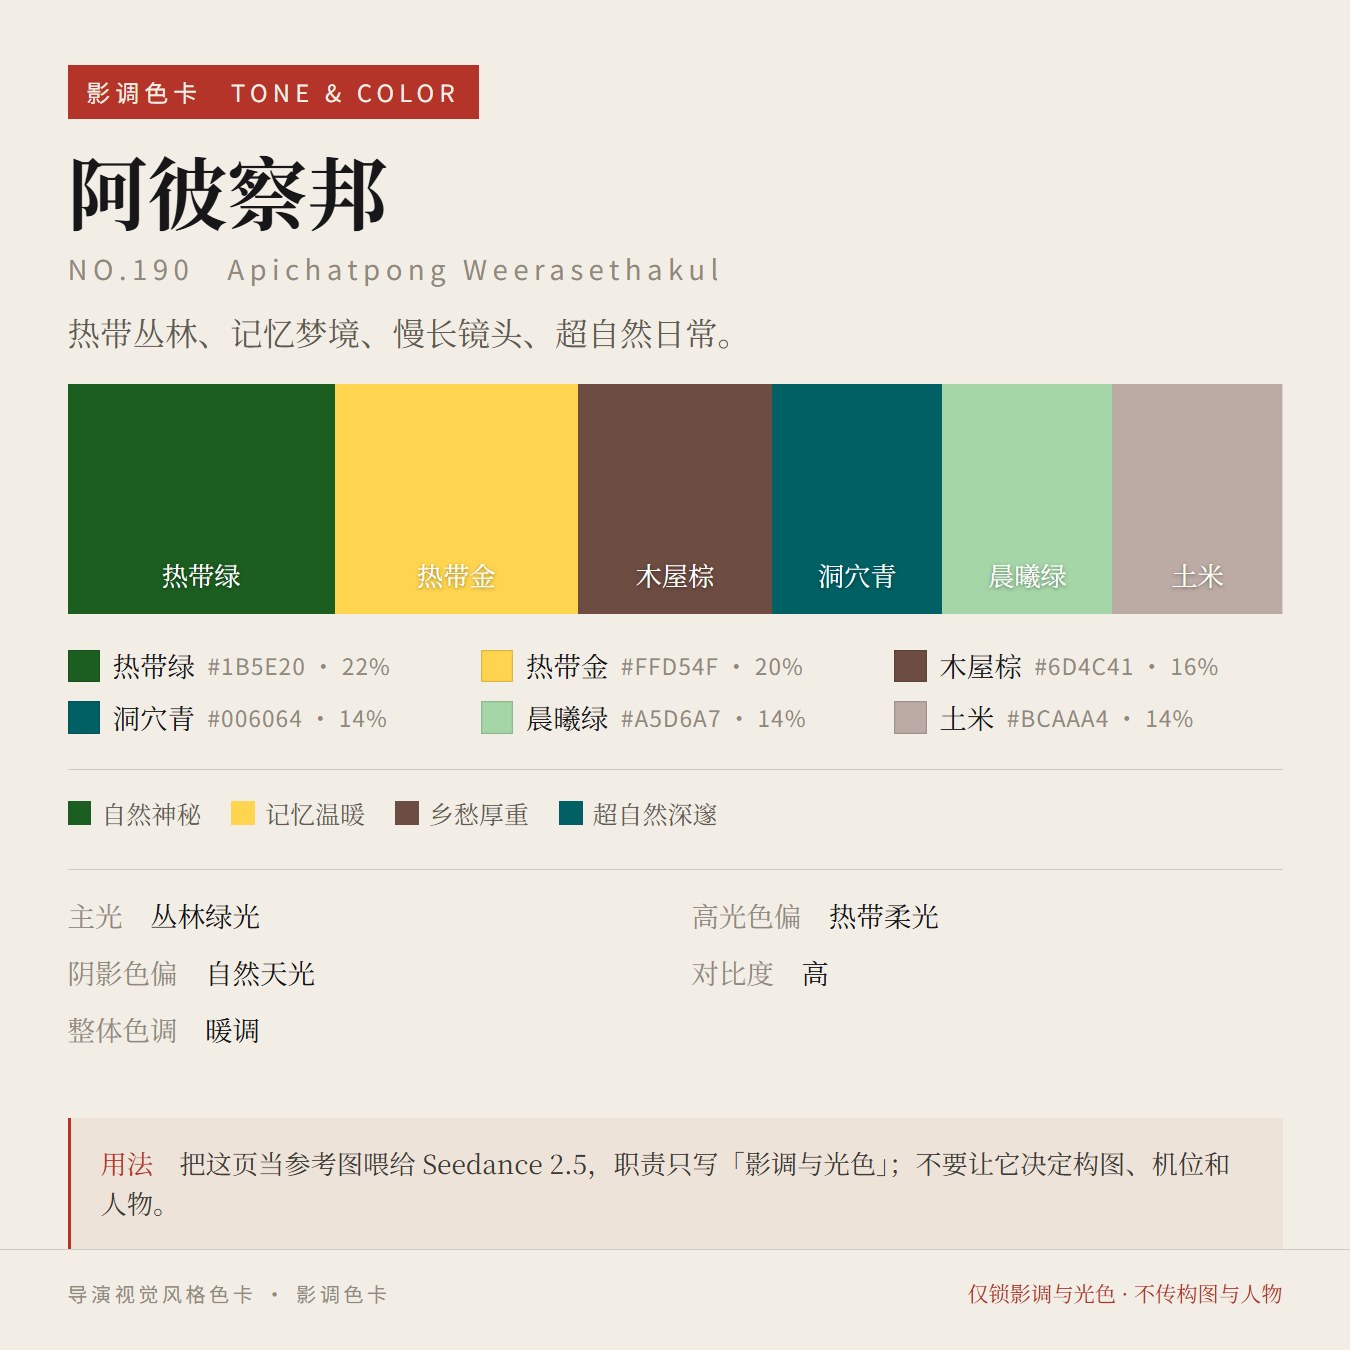 影调色卡 TONE & COLOR
阿彼察邦
NO.190 Apichatpong Weerasethakul
热带丛林、记忆梦境、慢长镜头、超自然日常。
热带绿 热带金 木屋棕 洞穴青 晨曦绿 土米
热带绿 #1B5E20 · 22% 热带金 #FFD54F · 20% 木屋棕 #6D4C41 · 16%
洞穴青 #006064 · 14% 晨曦绿 #A5D6A7 · 14% 土米 #BCAAA4 · 14%
自然神秘 记忆温暖 乡愁厚重 超自然深邃
主光 丛林绿光 高光色偏 热带柔光
阴影色偏 自然天光 对比度 高
整体色调 暖调
用法 把这页当参考图喂给 Seedance 2.5，职责只写「影调与光色」；不要让它决定构图、机位和
人物。
导演视觉风格色卡 · 影调色卡 仅锁影调与光色 · 不传构图与人物